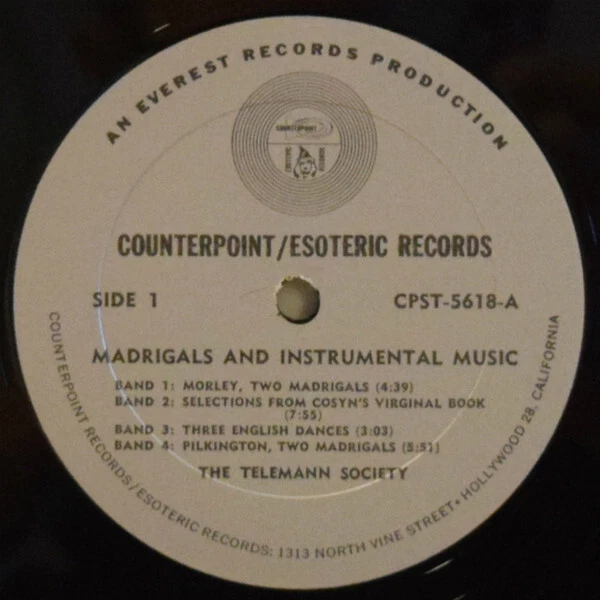 AN EVEREST RECORDS PRODUCTION
COUNTERPOINT
ESOTERIC RECORDS
COUNTERPOINT/ESOTERIC RECORDS
SIDE 1 CPST-5618-A
MADRIGALS AND INSTRUMENTAL MUSIC
BAND 1: MORLEY, TWO MADRIGALS (4:39)
BAND 2: SELECTIONS FROM COSYN'S VIRGINAL BOOK
(7:55)
BAND 3: THREE ENGLISH DANCES (3:03)
BAND 4: PILKINGTON, TWO MADRIGALS (5:51)
THE TELEMANN SOCIETY
COUNTERPOINT RECORDS/ESOTERIC RECORDS: 1313 NORTH VINE STREET • HOLLYWOOD 28, CALIFORNIA